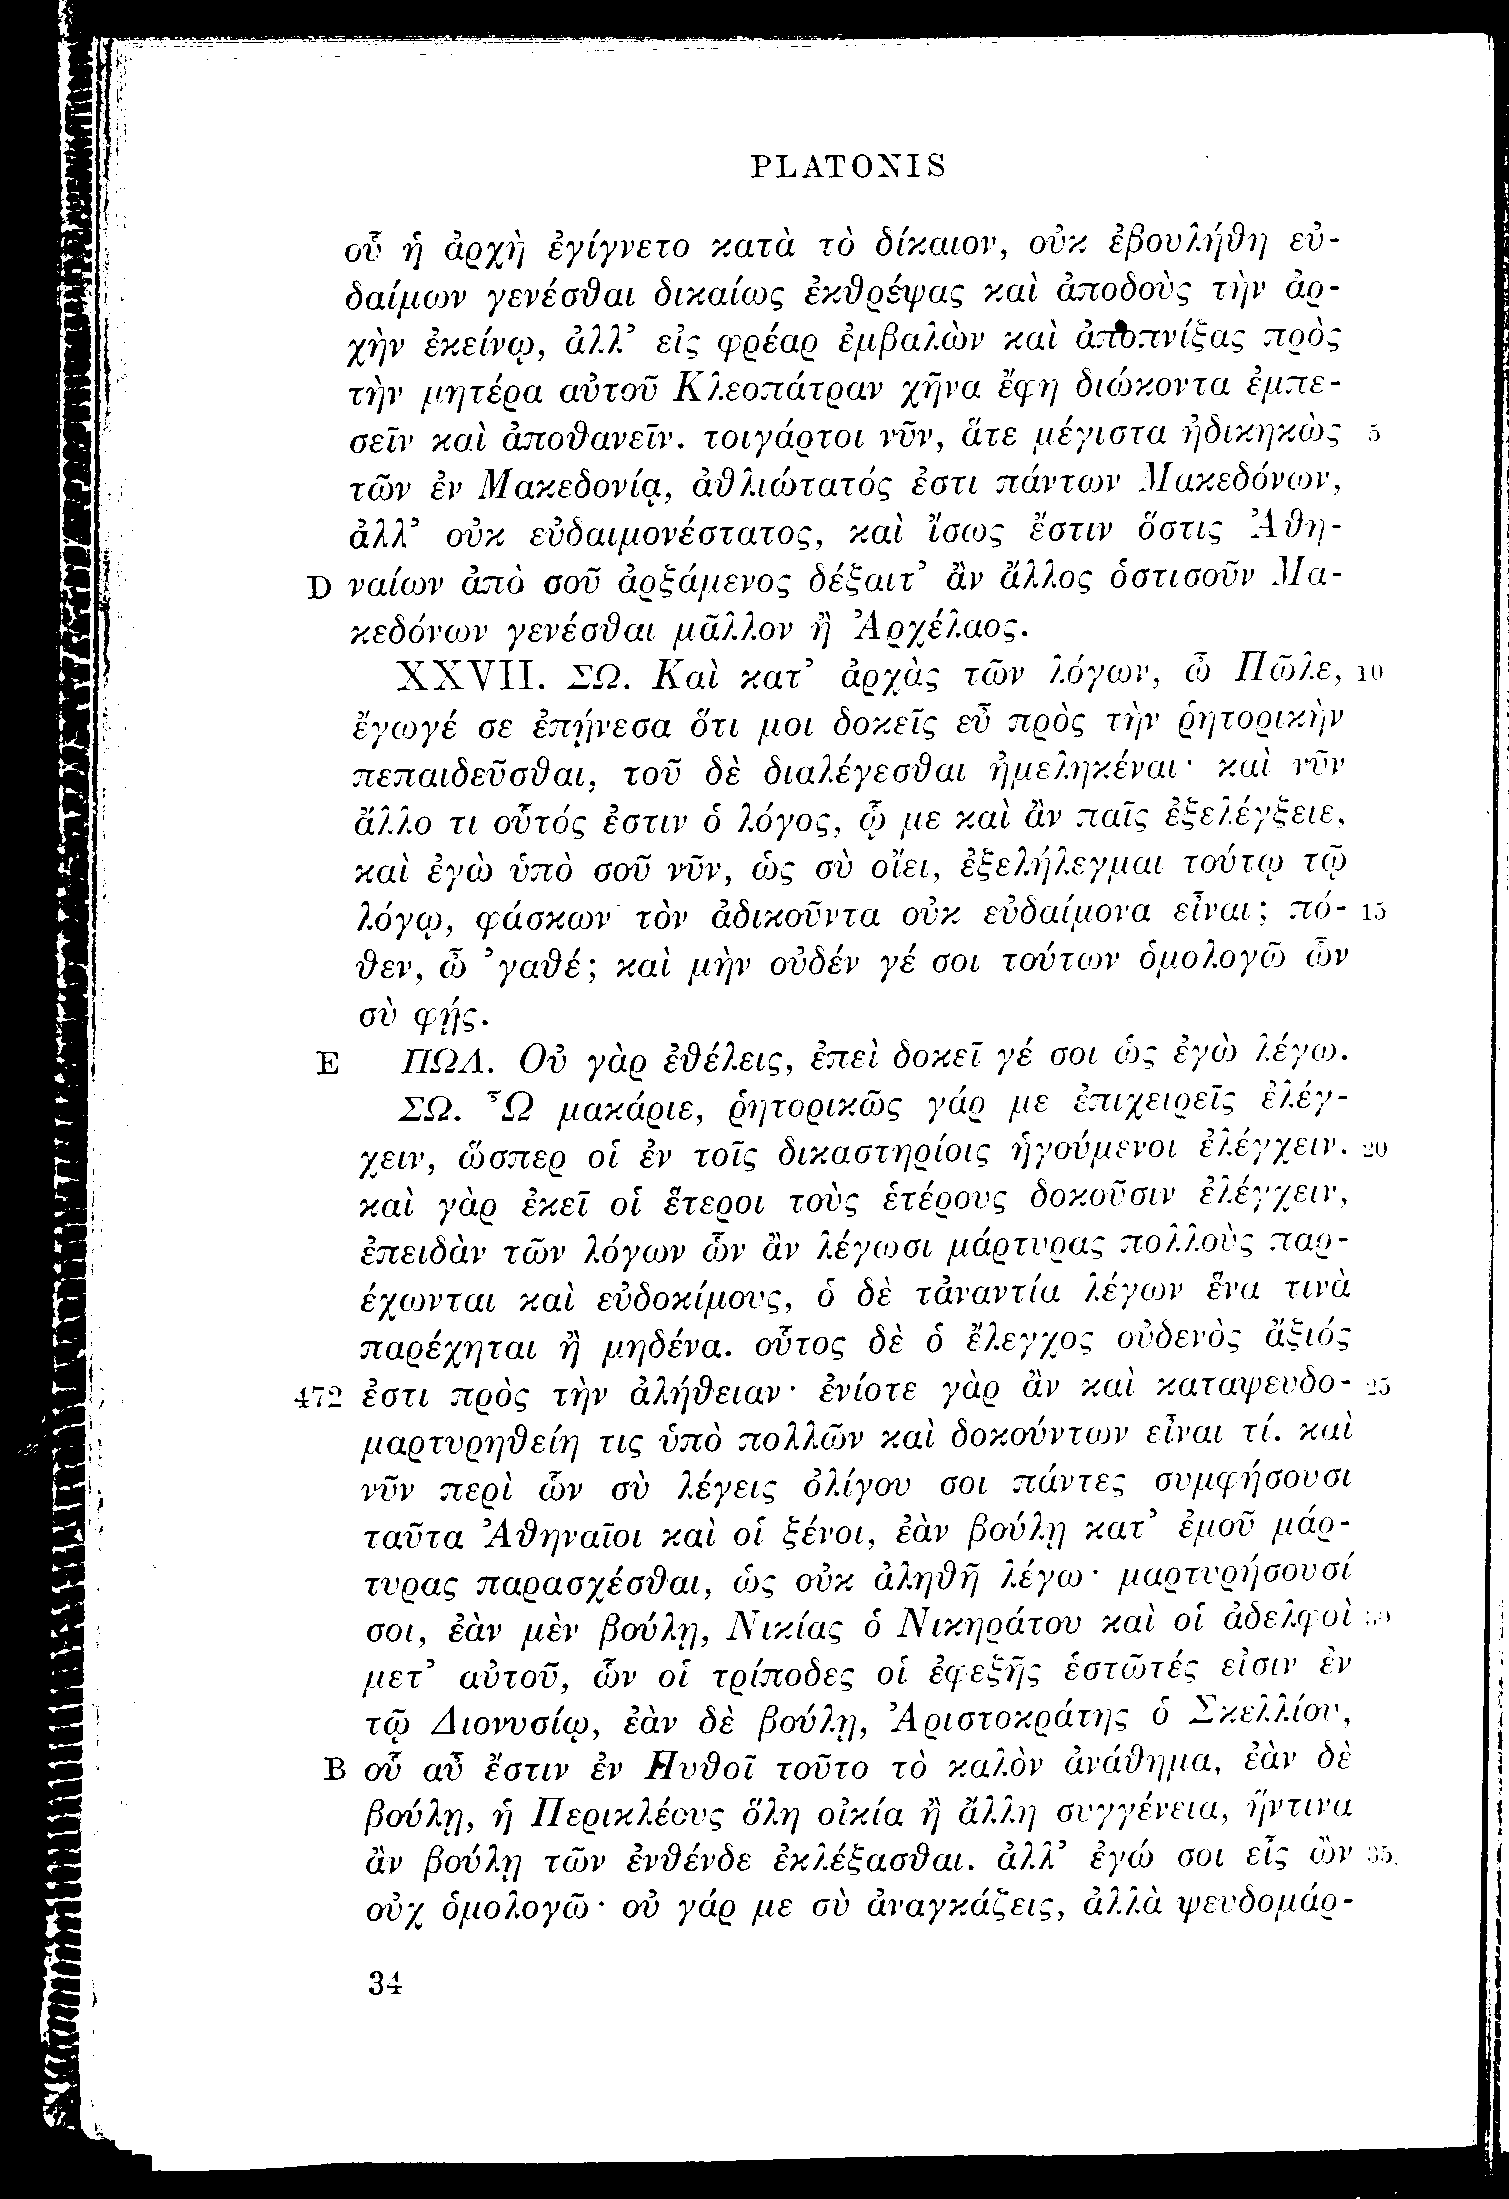 PLATONIS
οὗ ἡ ἀρχὴ ἐγίγνετο κατὰ τὸ δίκαιον, οὐκ ἐβουλήθη εὐ-
δαίμων γενέσθαι δικαίως ἐκθρέψας καὶ ἀποδοὺς τὴν ἀρ-
χὴν ἐκείνῳ, ἀλλ’ εἰς φρέαρ ἐμβαλὼν καὶ ἀποπνίξας πρὸς
τὴν μητέρα αὐτοῦ Κλεοπάτραν χῆνα ἔφη διώκοντα ἐμπε-
σεῖν καὶ ἀποθανεῖν. τοιγάρτοι νῦν, ἅτε μέγιστα ἠδικηκὼς 5
τῶν ἐν Μακεδονίᾳ, ἀθλιώτατός ἐστι πάντων Μακεδόνων,
ἀλλ’ οὐκ εὐδαιμονέστατος, καὶ ἴσως ἔστιν ὅστις Ἀθη-
D ναίων ἀπὸ σοῦ ἀρξάμενος δέξαιτ’ ἂν ἄλλος ὁστισοῦν Μα-
κεδόνων γενέσθαι μᾶλλον ἢ Ἀρχέλαος.
XXVII. ΣΩ. Καὶ κατ’ ἀρχὰς τῶν λόγων, ὦ Πῶλε, 10
ἔγωγέ σε ἐπῄνεσα ὅτι μοι δοκεῖς εὖ πρὸς τὴν ῥητορικὴν
πεπαιδεῦσθαι, τοῦ δὲ διαλέγεσθαι ἠμεληκέναι· καὶ νῦν
ἄλλο τι οὗτός ἐστιν ὁ λόγος, ᾧ με καὶ ἂν παῖς ἐξελέγξειε,
καὶ ἐγὼ ὑπὸ σοῦ νῦν, ὡς σὺ οἴει, ἐξελήλεγμαι τούτῳ τῷ
λόγῳ, φάσκων τὸν ἀδικοῦντα οὐκ εὐδαίμονα εἶναι; πό- 15
θεν, ὦ ’γαθέ; καὶ μὴν οὐδέν γέ σοι τούτων ὁμολογῶ ὧν
σὺ φῄς.
E ΠΩΛ. Οὐ γὰρ ἐθέλεις, ἐπεὶ δοκεῖ γέ σοι ὡς ἐγὼ λέγω.
ΣΩ. Ὦ μακάριε, ῥητορικῶς γάρ με ἐπιχειρεῖς ἐλέγ-
χειν, ὥσπερ οἱ ἐν τοῖς δικαστηρίοις ἡγούμενοι ἐλέγχειν. 20
καὶ γὰρ ἐκεῖ οἱ ἕτεροι τοὺς ἑτέρους δοκοῦσιν ἐλέγχειν,
ἐπειδὰν τῶν λόγων ὧν ἂν λέγωσι μάρτυρας πολλοὺς παρ-
έχωνται καὶ εὐδοκίμους, ὁ δὲ τἀναντία λέγων ἕνα τινὰ
παρέχηται ἢ μηδένα. οὗτος δὲ ὁ ἔλεγχος οὐδενὸς ἄξιός
472 ἐστι πρὸς τὴν ἀλήθειαν· ἐνίοτε γὰρ ἂν καὶ καταψευδο- 25
μαρτυρηθείη τις ὑπὸ πολλῶν καὶ δοκούντων εἶναι τί. καὶ
νῦν περὶ ὧν σὺ λέγεις ὀλίγου σοι πάντες συμφήσουσι
ταῦτα Ἀθηναῖοι καὶ οἱ ξένοι, ἐὰν βούλῃ κατ’ ἐμοῦ μάρ-
τυρας παρασχέσθαι, ὡς οὐκ ἀληθῆ λέγω· μαρτυρήσουσί
σοι, ἐὰν μὲν βούλῃ, Νικίας ὁ Νικηράτου καὶ οἱ ἀδελφοὶ 30
μετ’ αὐτοῦ, ὧν οἱ τρίποδες οἱ ἐφεξῆς ἑστῶτές εἰσιν ἐν
τῷ Διονυσίῳ, ἐὰν δὲ βούλῃ, Ἀριστοκράτης ὁ Σκελλίου,
B οὗ αὖ ἔστιν ἐν Πυθοῖ τοῦτο τὸ καλὸν ἀνάθημα, ἐὰν δὲ
βούλῃ, ἡ Περικλέους ὅλη οἰκία ἢ ἄλλη συγγένεια, ἥντινα
ἂν βούλῃ τῶν ἐνθένδε ἐκλέξασθαι. ἀλλ’ ἐγώ σοι εἷς ὢν 35
οὐχ ὁμολογῶ· οὐ γάρ με σὺ ἀναγκάζεις, ἀλλὰ ψευδομάρ-
34